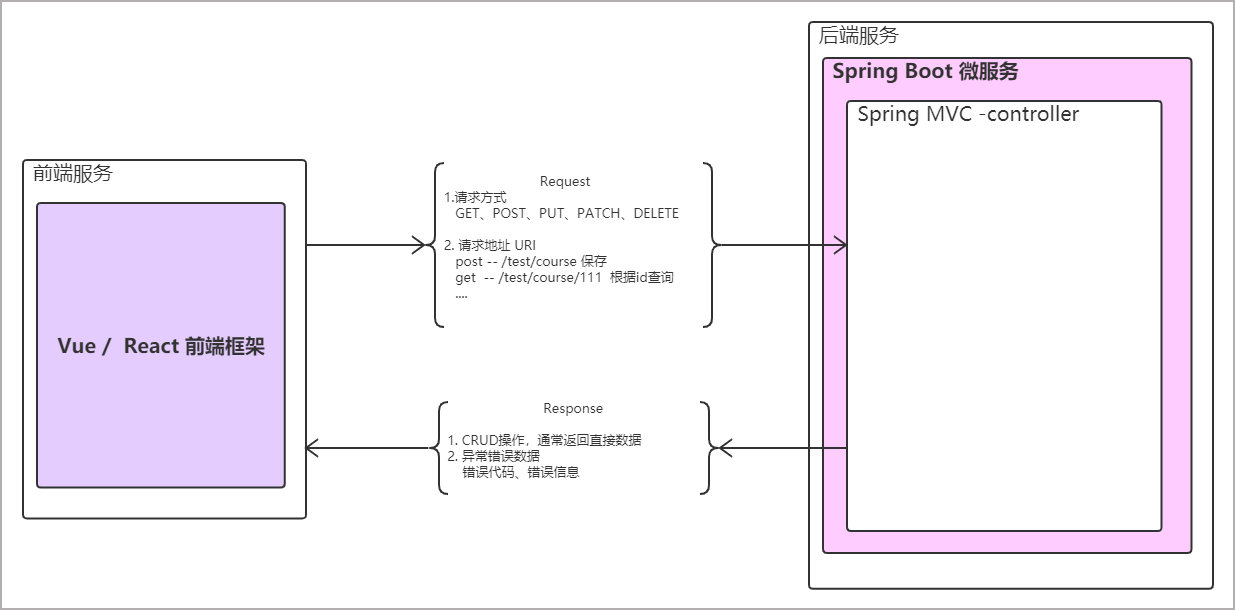 后端服务
Spring Boot 微服务
Spring MVC -controller
前端服务
Vue / React 前端框架
Request
1.请求方式
GET、POST、PUT、PATCH、DELETE
2. 请求地址 URI
post -- /test/course 保存
get -- /test/course/111 根据id查询
....
Response
1. CRUD操作，通常返回直接数据
2. 异常错误数据
错误代码、错误信息